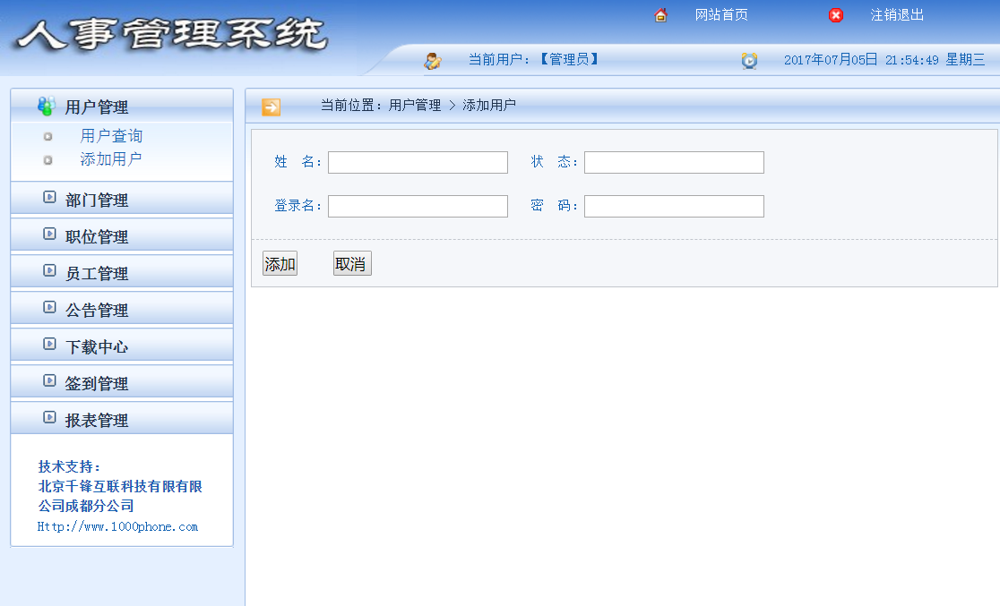 人事管理系统
网站首页
注销退出
当前用户：【管理员】
2017年07月05日 21:54:49 星期三
用户管理
用户查询
添加用户
部门管理
职位管理
员工管理
公告管理
下载中心
签到管理
报表管理
技术支持：
北京千锋互联科技有限有限
公司成都分公司
Http://www.1000phone.com
当前位置：用户管理 > 添加用户
姓 名： 状 态：
登录名： 密 码：
添加 取消